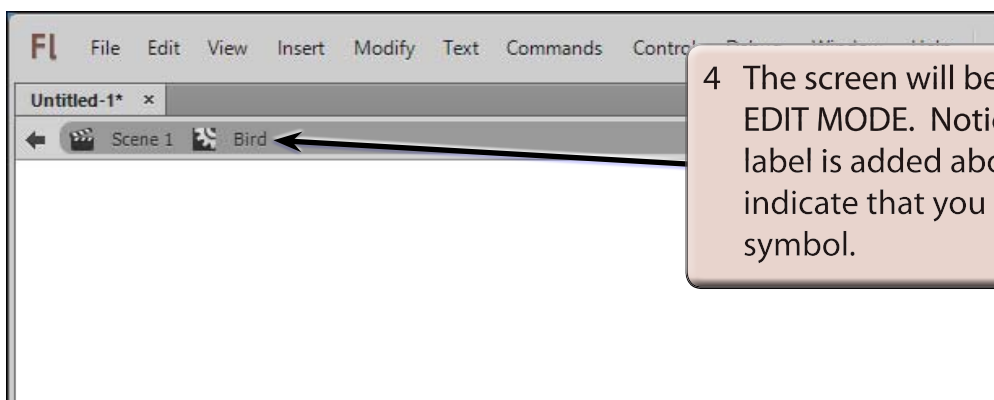 Fl File Edit View Insert Modify Text Commands Control
Untitled-1* ×
Scene 1 Bird
4 The screen will be
EDIT MODE. Noti
label is added abo
indicate that you
symbol.